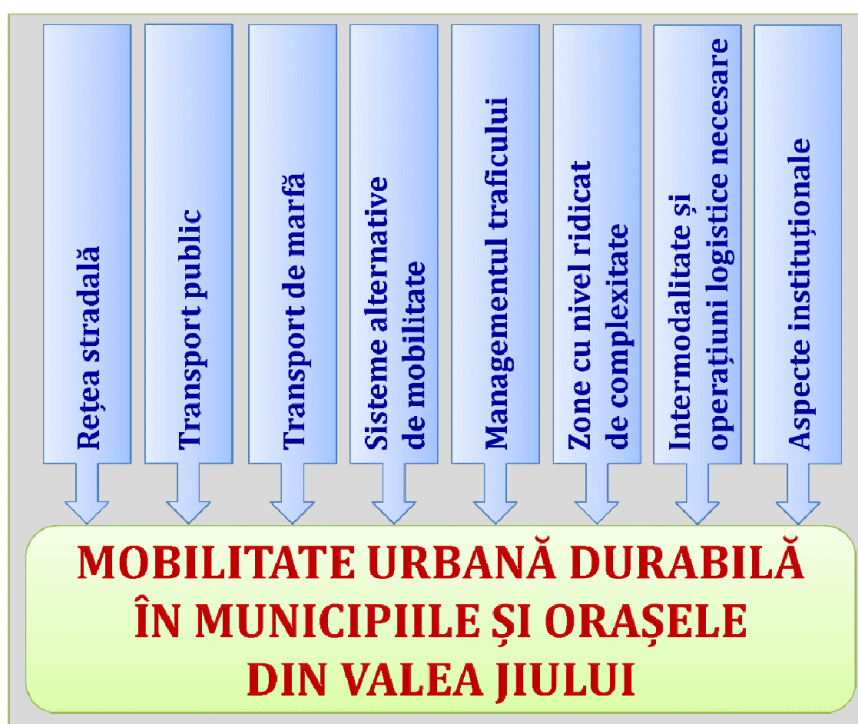 Rețea stradală
Transport public
Transport de marfă
Sisteme alternative
de mobilitate
Managementul traficului
Zone cu nivel ridicat
de complexitate
Intermodalitate și
operațiuni logistice necesare
Aspecte instituționale
MOBILITATE URBANĂ DURABILĂ
ÎN MUNICIPIILE ȘI ORAȘELE
DIN VALEA JIULUI